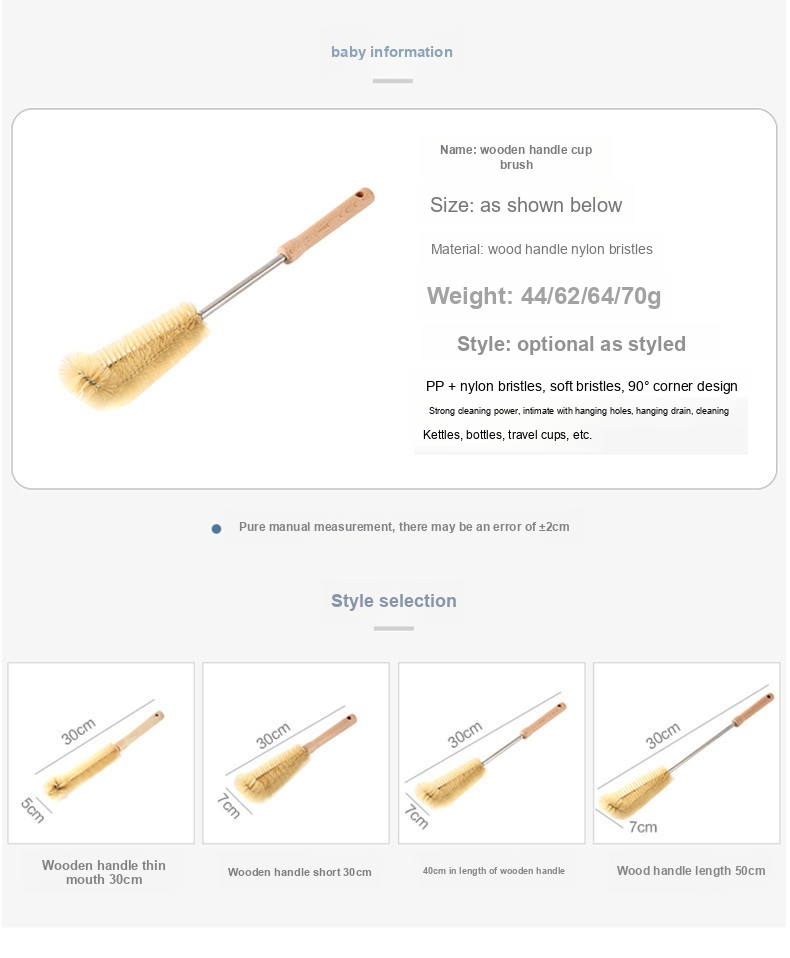 baby information
Name: wooden handle cup
brush
Size: as shown below
Material: wood handle nylon bristles
Weight: 44/62/64/70g
Style: optional as styled
PP + nylon bristles, soft bristles, 90° corner design
Strong cleaning power, intimate with hanging holes, hanging drain, cleaning
Kettles, bottles, travel cups, etc.
Pure manual measurement, there may be an error of ±2cm
Style selection
30cm
5cm
30cm
7cm
30cm
7cm
30cm
7cm
Wooden handle thin
mouth 30cm
Wooden handle short 30cm
40cm in length of wooden handle
Wood handle length 50cm